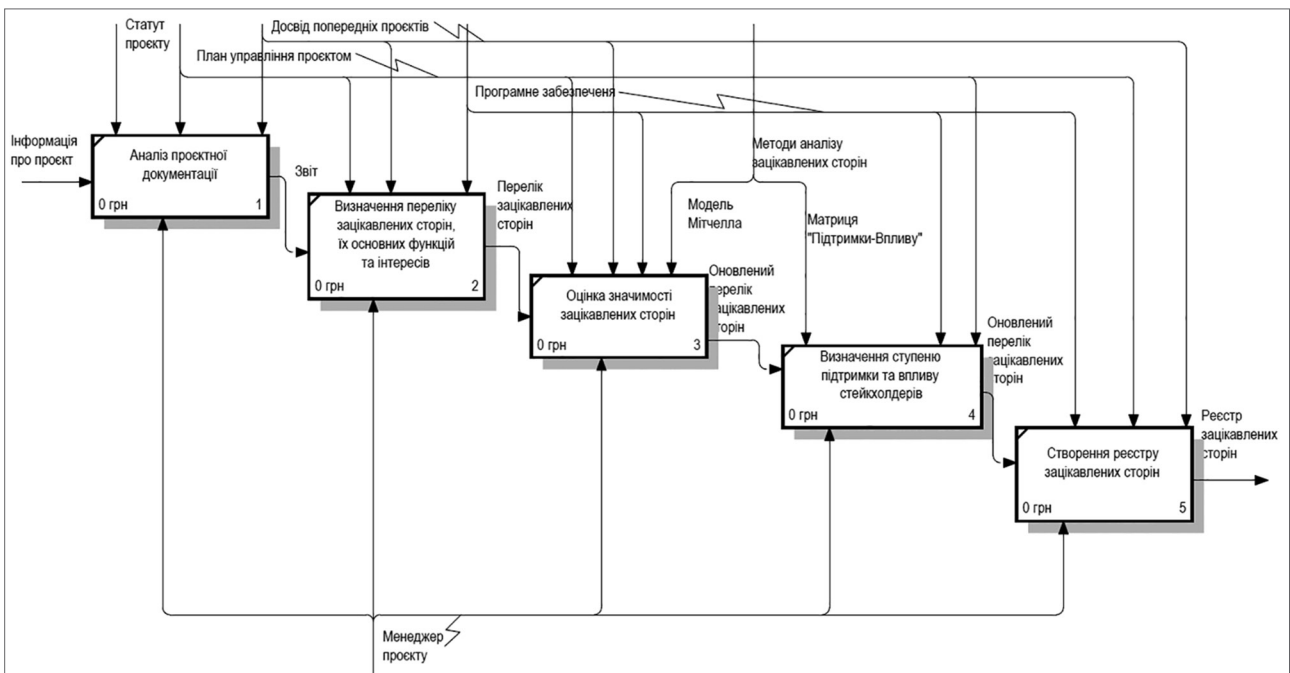 Статут
проєкту
Досвід попередніх проєктів
План управління проєктом
Програмне забезпеченя
Інформація
про проєкт
Аналіз проєктної
документації
0 грн 1
Звіт
Визначення переліку
зацікавлених сторін,
їх основних функцій
та інтересів
0 грн 2
Перелік
зацікавлених
сторін
Методи аналізу
зацікавлених сторін
Модель
Мітчелла
Матриця
"Підтримки-Впливу"
Оцінка значимості
зацікавлених сторін
0 грн 3
Оновлений
перелік
зацікавлених
сторін
Визначення ступеню
підтримки та впливу
стейкхолдерів
0 грн 4
Оновлений
перелік
зацікавлених
сторін
Створення реєстру
зацікавлених сторін
0 грн 5
Реєстр
зацікавлених
сторін
Менеджер
проєкту